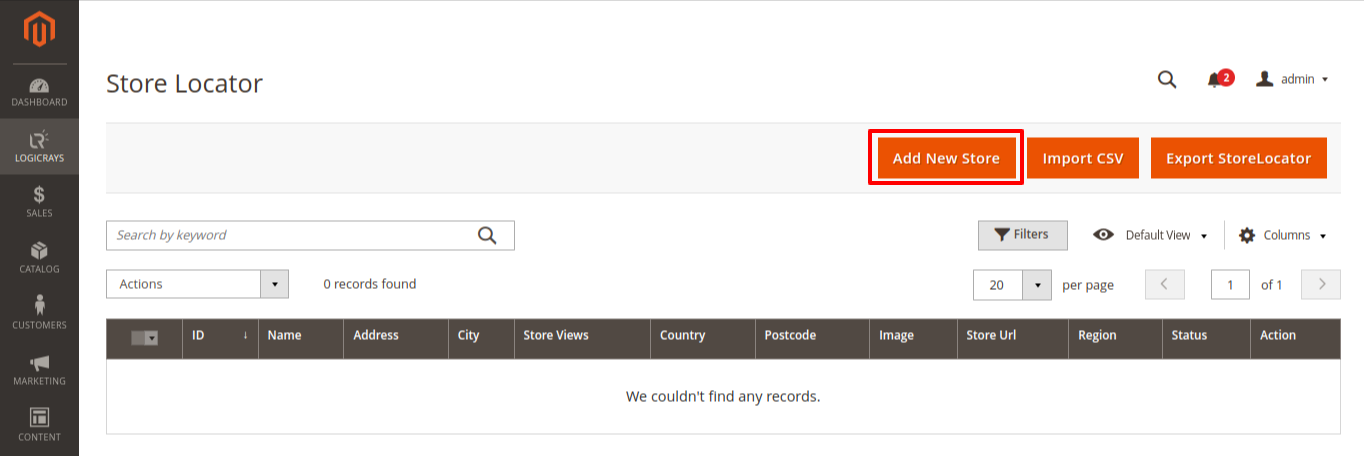 DASHBOARD
LOGICRAYS
SALES
CATALOG
CUSTOMERS
MARKETING
CONTENT
Store Locator
2
admin
Add New Store Import CSV Export StoreLocator
Search by keyword
Filters Default View Columns
Actions 0 records found 20 per page 1 of 1
ID Name Address City Store Views Country Postcode Image Store Url Region Status Action
We couldn't find any records.